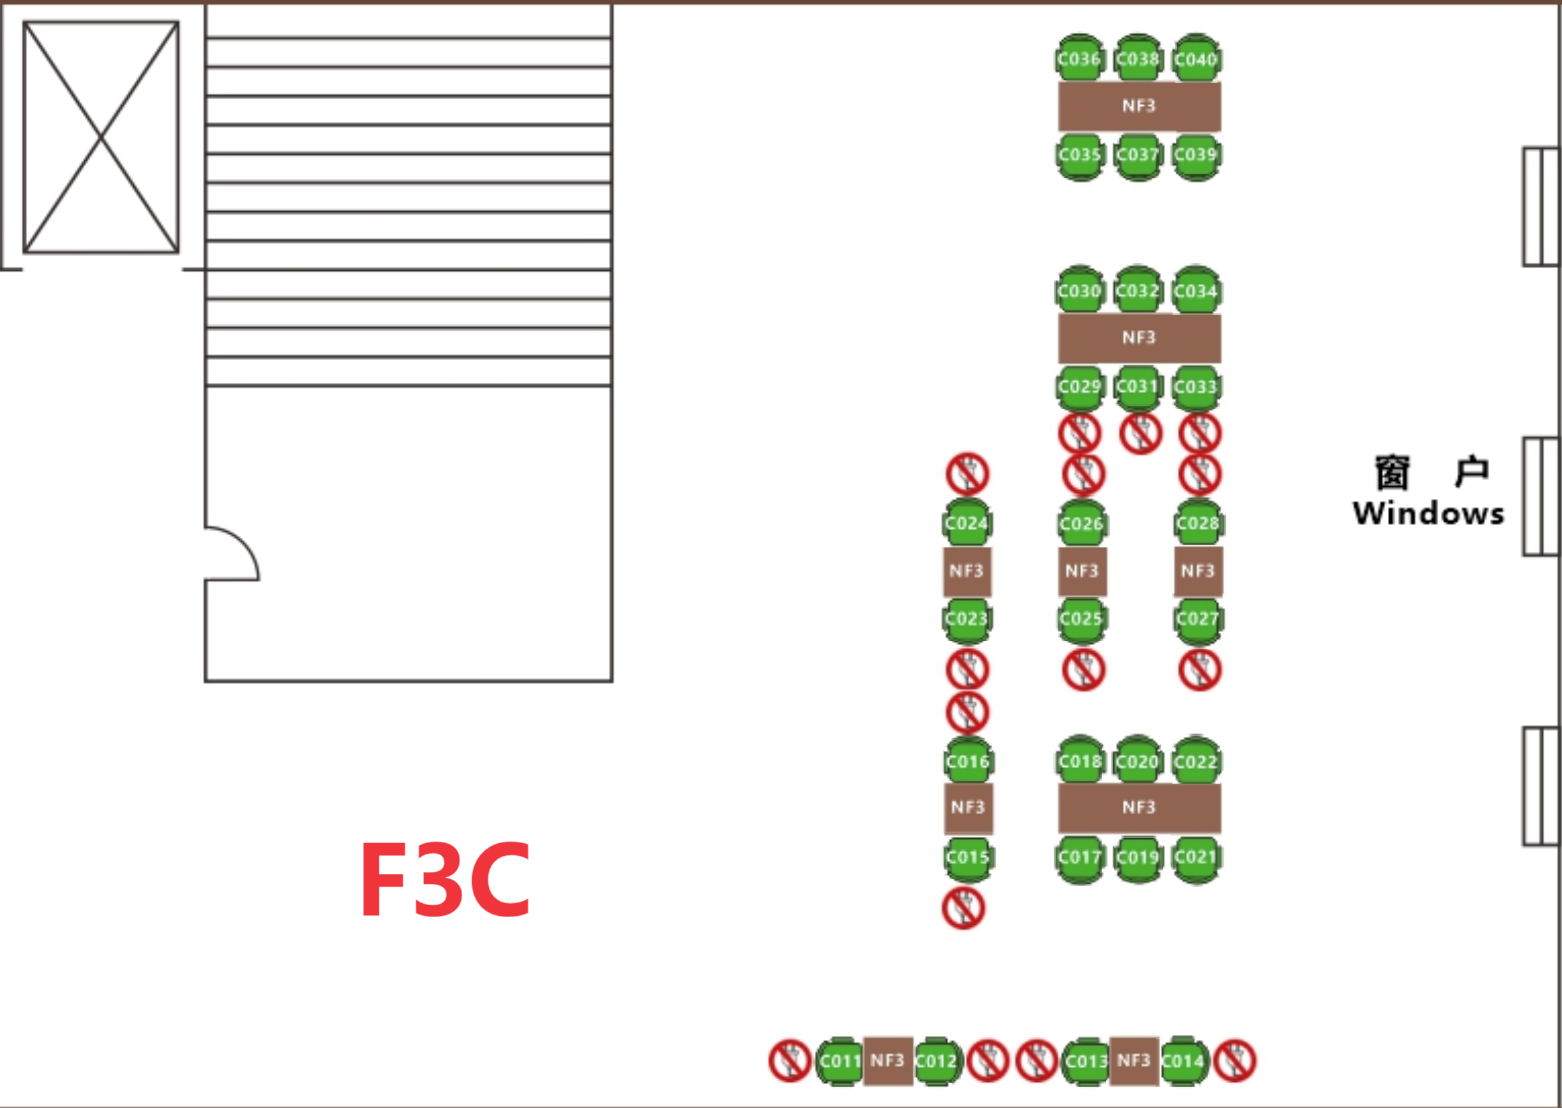 C036 C038 C040
NF3
C035 C037 C039
C030 C032 C034
NF3
C029 C031 C033
窗 户
Windows
C024 C026 C028
NF3 NF3 NF3
C023 C025 C027
C016 C018 C020 C022
NF3 NF3
C015 C017 C019 C021
F3C
C011 NF3 C012 C013 NF3 C014